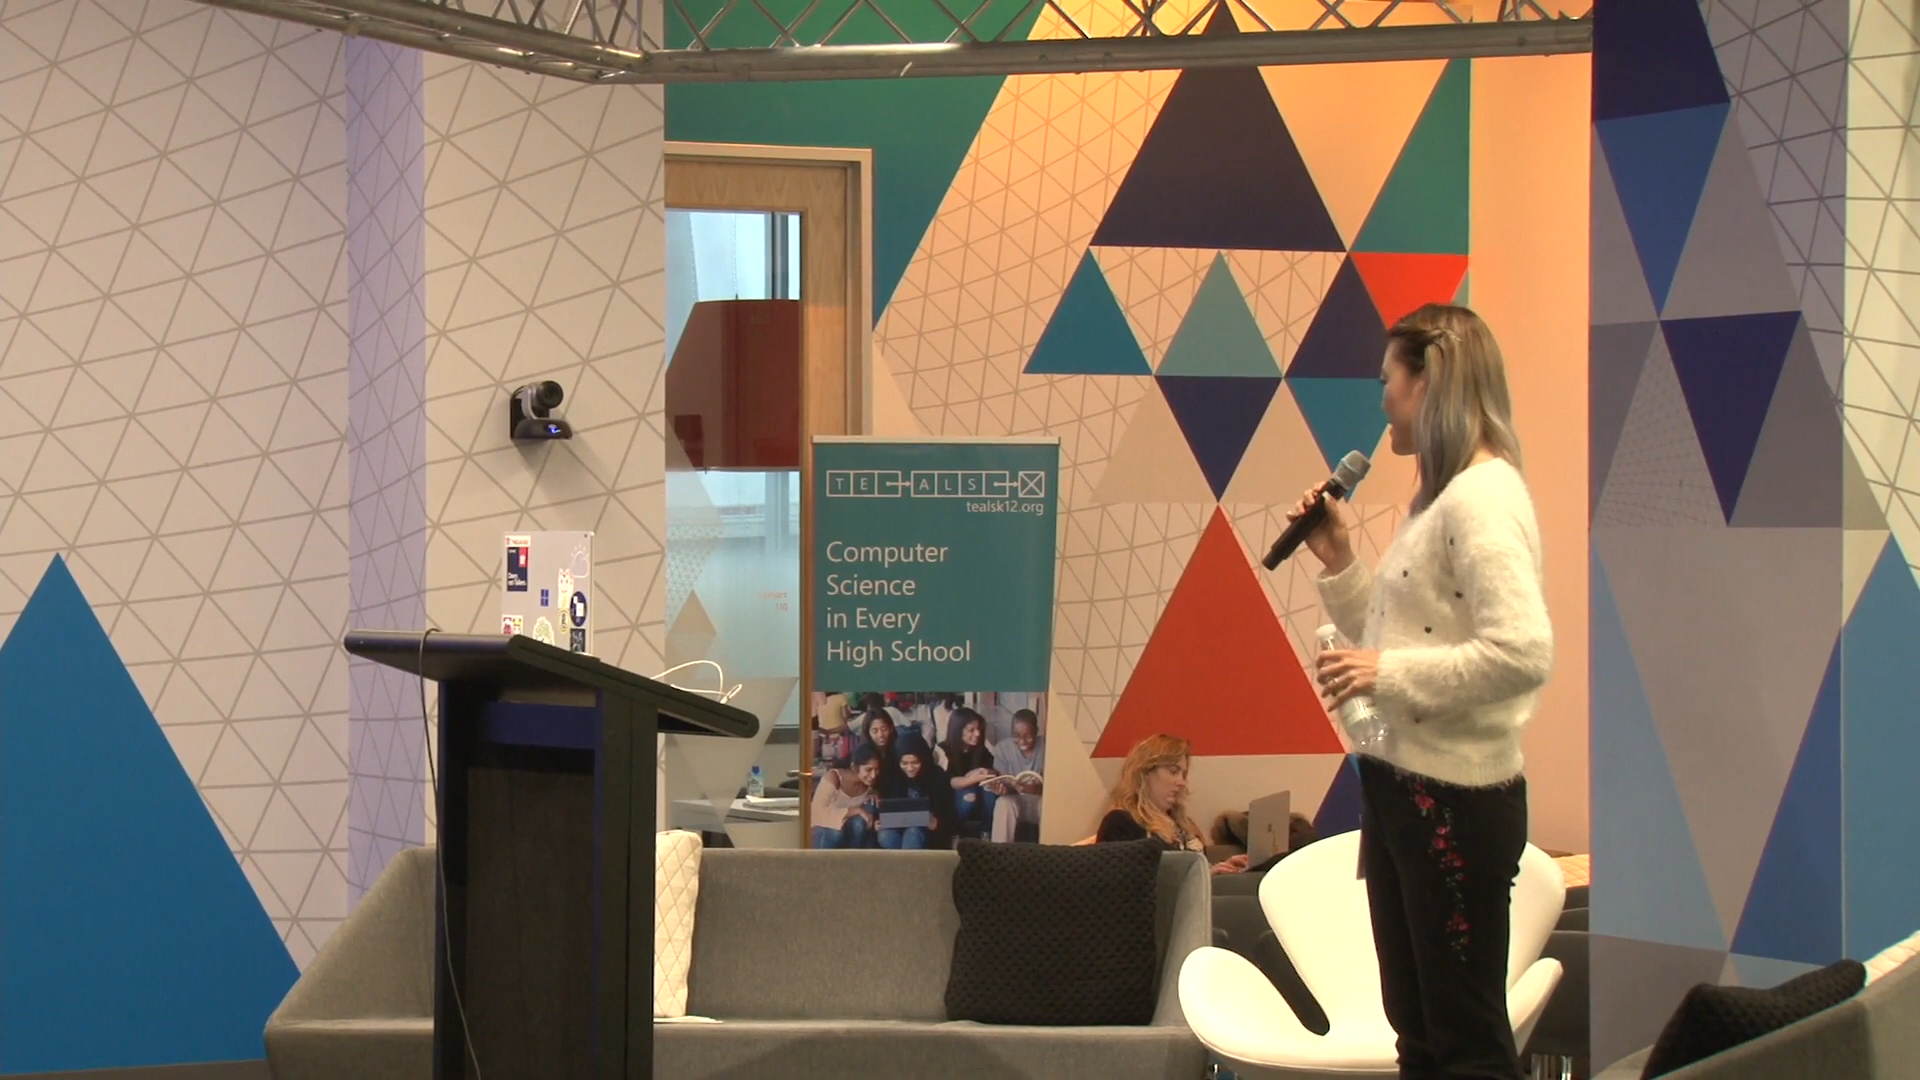 TEALS
tealsk12.org
Computer
Science
in Every
High School